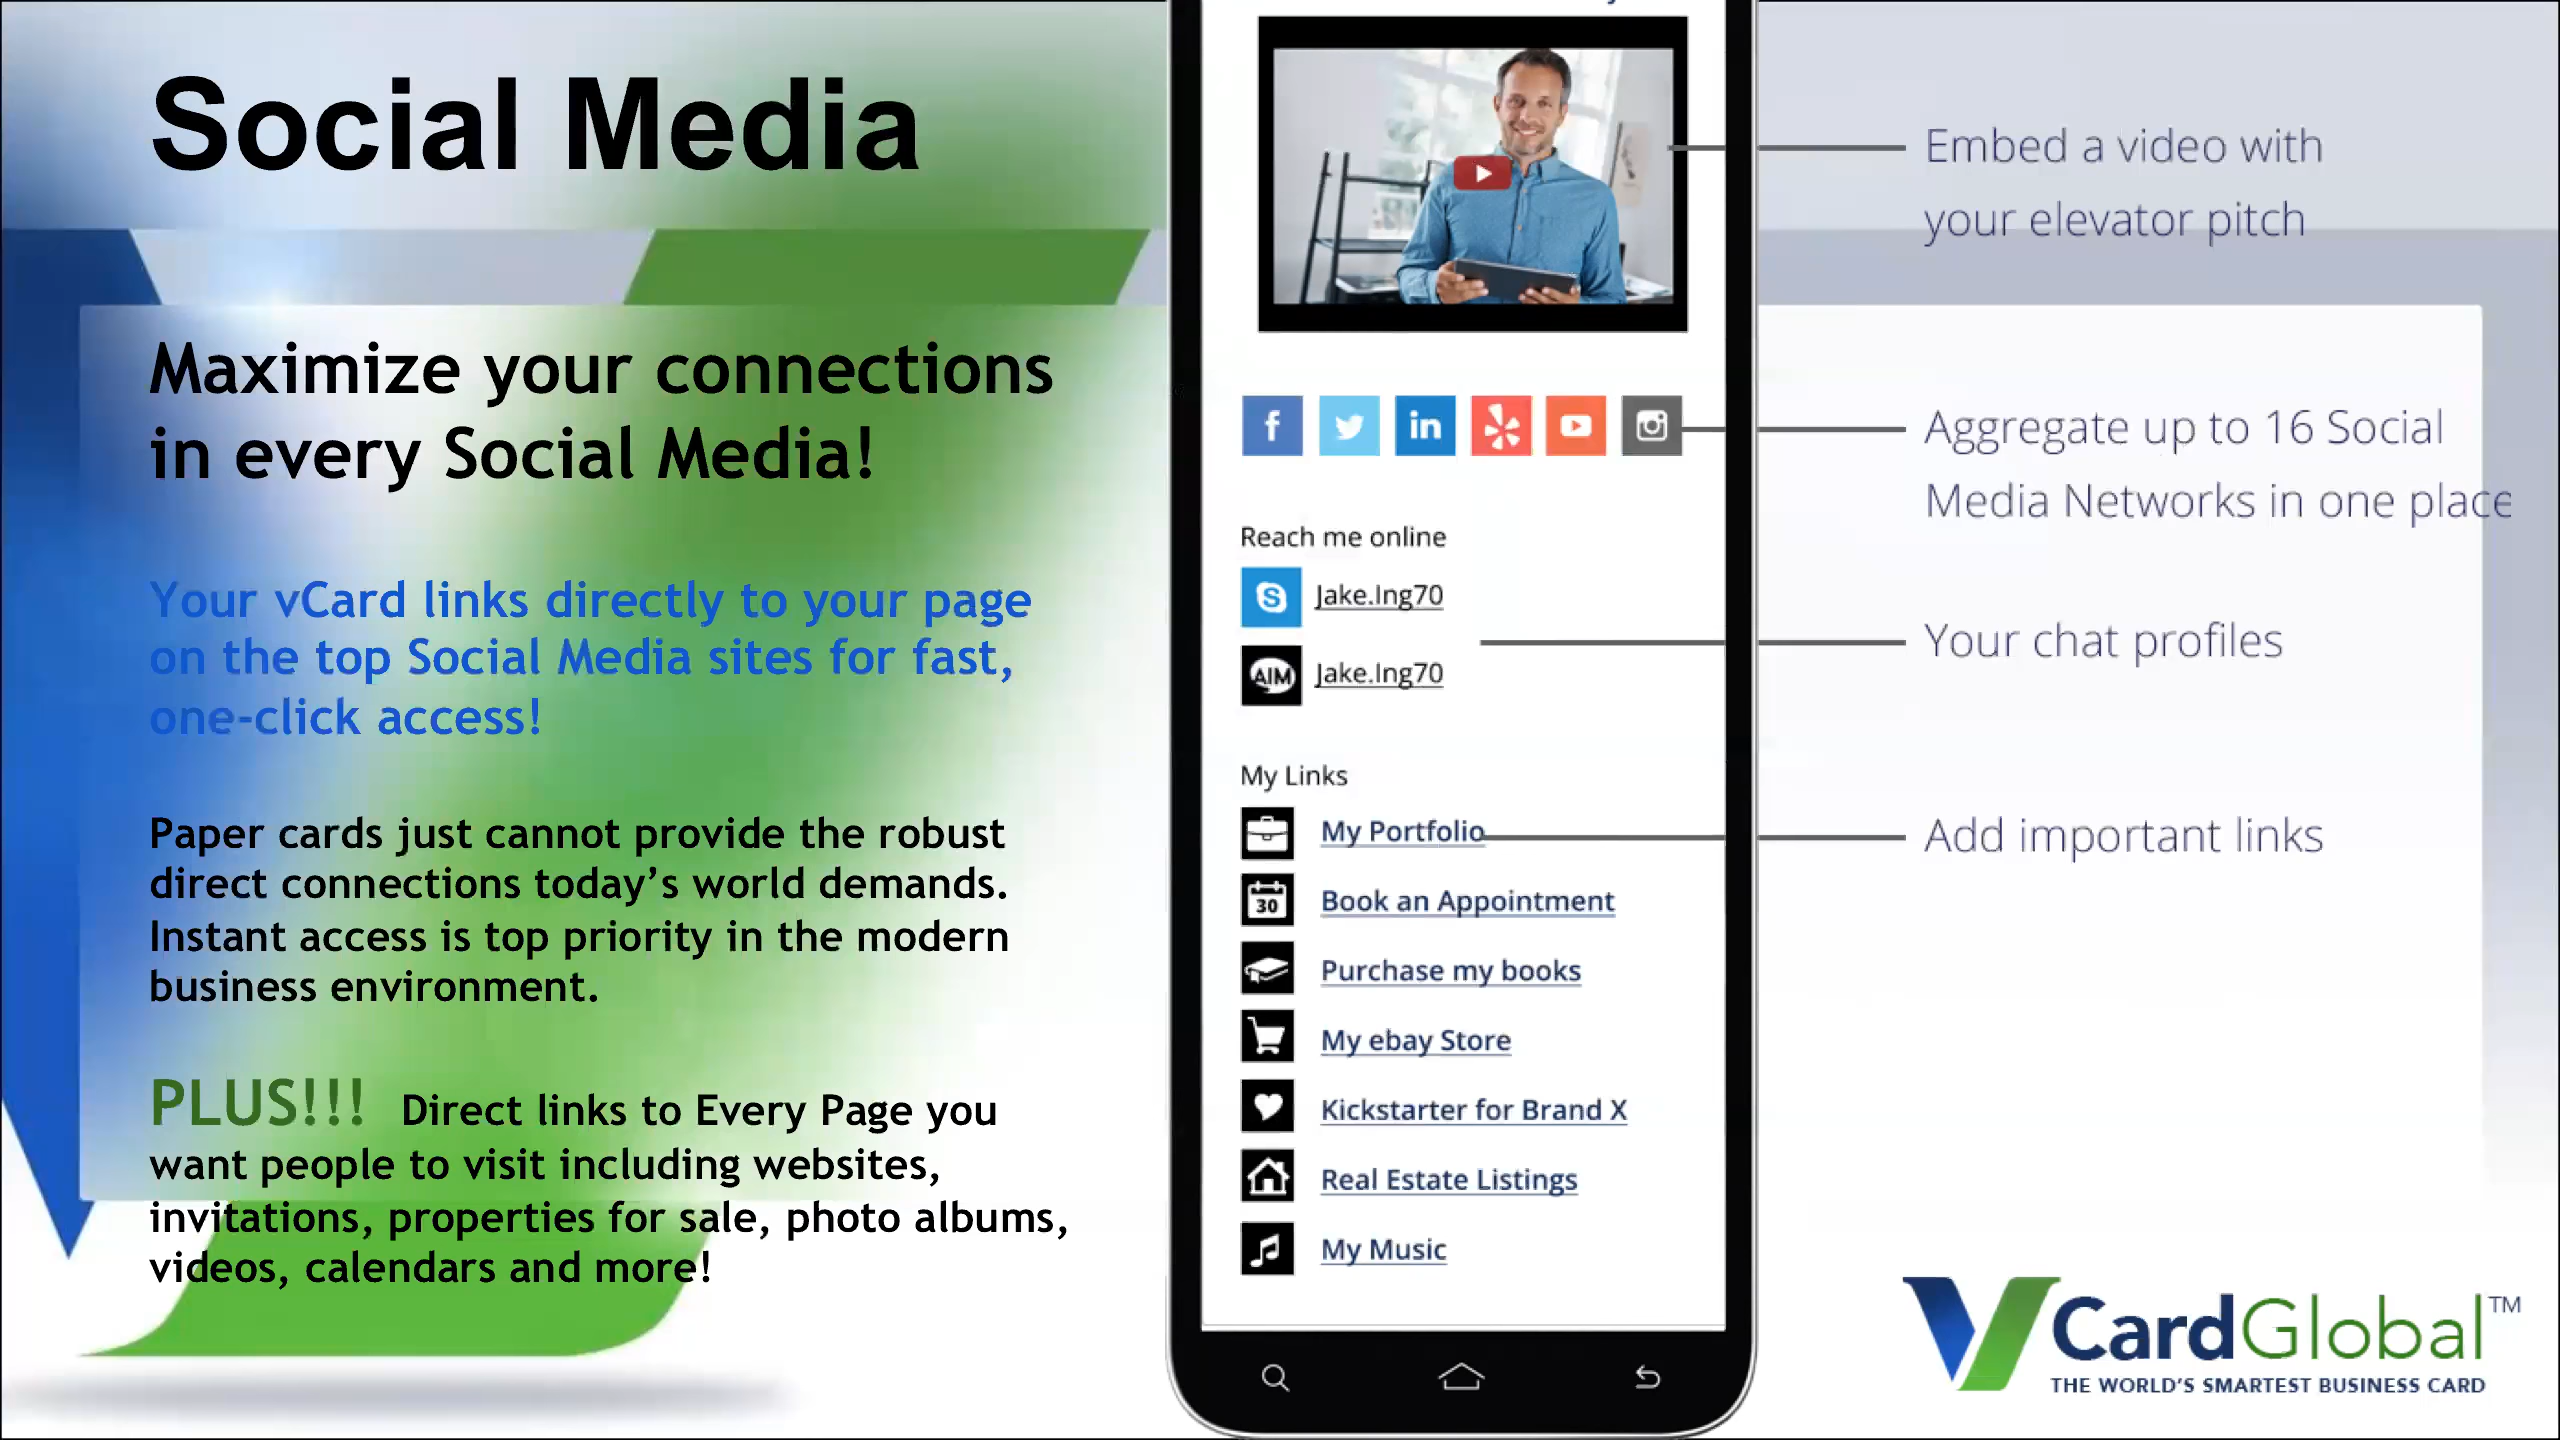 Social Media
Maximize your connections
in every Social Media!
Your vCard links directly to your page
on the top Social Media sites for fast,
one-click access!
Paper cards just cannot provide the robust
direct connections today’s world demands.
Instant access is top priority in the modern
business environment.
PLUS!!! Direct links to Every Page you
want people to visit including websites,
invitations, properties for sale, photo albums,
videos, calendars and more!
f
in
Reach me online
S
Jake.Ing70
AIM
Jake.Ing70
My Links
My Portfolio
30
Book an Appointment
Purchase my books
My ebay Store
Kickstarter for Brand X
Real Estate Listings
My Music
Embed a video with
your elevator pitch
Aggregate up to 16 Social
Media Networks in one place
Your chat profiles
Add important links
VCardGlobal™
THE WORLD'S SMARTEST BUSINESS CARD